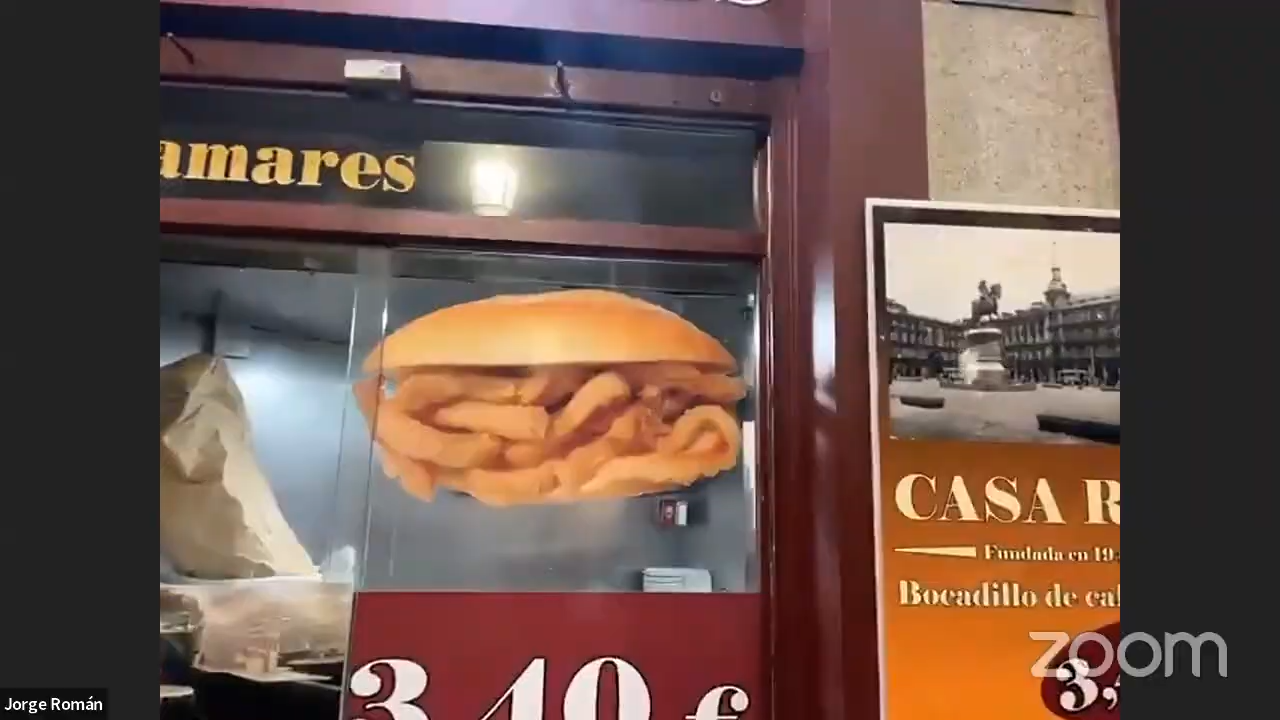 amares
CASA R
Fundada en 19
Bocadillo de cal
zoom
3,
3,40 €
Jorge Román